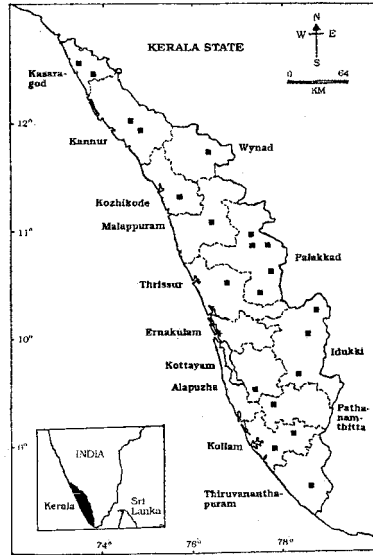 KERALA STATE
N
W E
S
0 64
KM
Kasara-
god
12°
Kannur
Wynad
Kozhikode
Malappuram
11°
Palakkad
Thrissur
Ernakulam
10°
Idukki
Kottayam
Alapuzha
Patha-
nam-
thitta
Kollam
Thiruvanantha-
puram
INDIA
Kerala
Sri
Lanka
74°
76°
78°